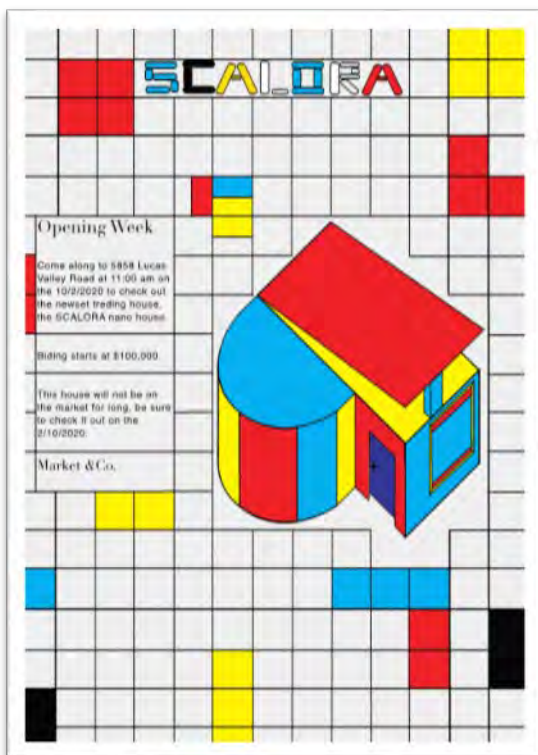 SCALORA
Opening Week
Come along to 5858 Lucas
Valley Road at 11:00 am on
the 10/2/2020 to check out
the newset treding house,
the SCALORA nano house.
Biding starts at $100,000.
This house will not be on
the market for long, be sure
to check it out on the
2/10/2020.
Market &Co.